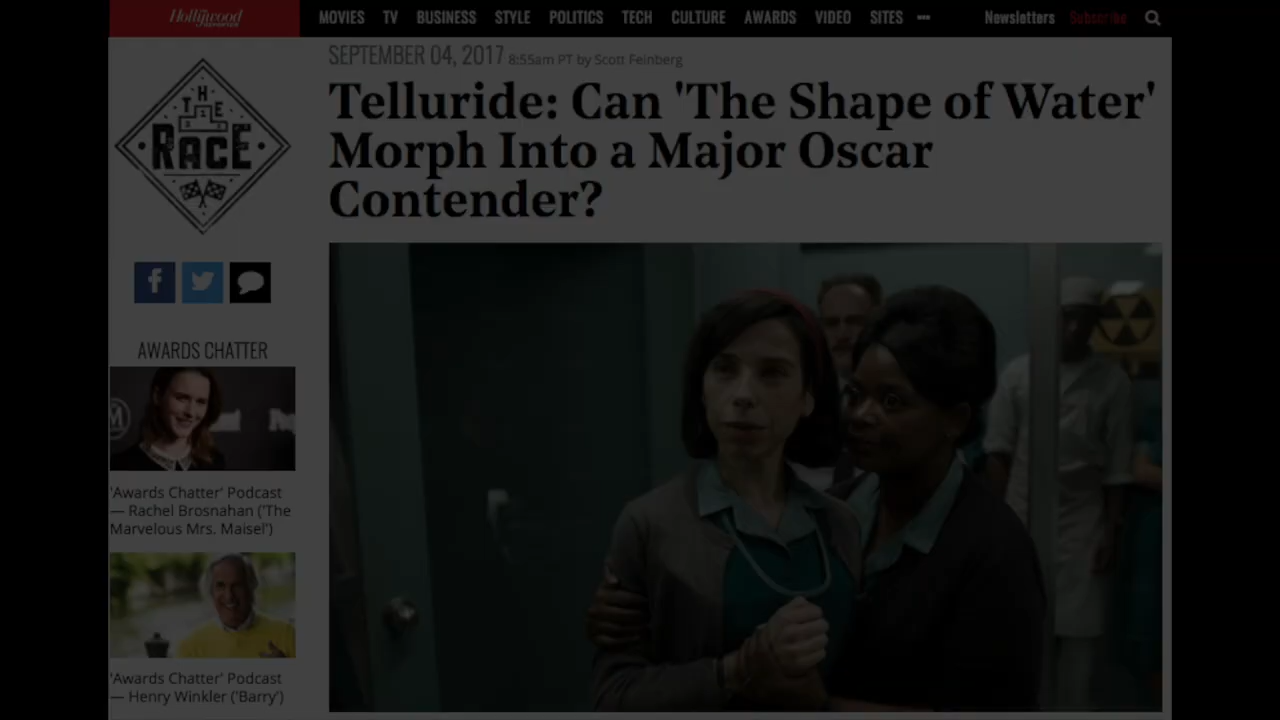 Hollywood
REPORTER
MOVIES TV BUSINESS STYLE POLITICS TECH CULTURE AWARDS VIDEO SITES ••• Newsletters Subscribe
SEPTEMBER 04, 2017 8:55am PT by Scott Feinberg
Telluride: Can 'The Shape of Water'
Morph Into a Major Oscar
Contender?
THE
RACE
AWARDS CHATTER
'Awards Chatter' Podcast
— Rachel Brosnahan ('The
Marvelous Mrs. Maisel')
'Awards Chatter' Podcast
— Henry Winkler ('Barry')